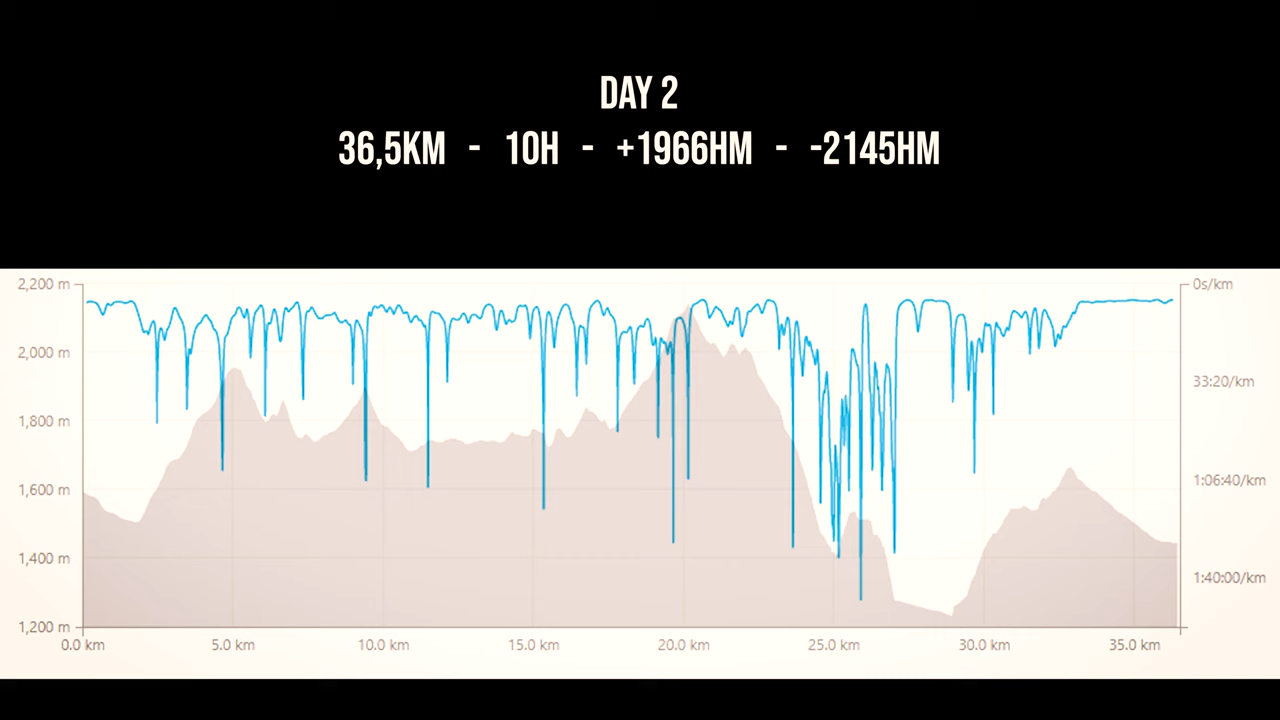 DAY 2
36,5KM - 10H - +1966HM - -2145HM
2,200 m
2,000 m
1,800 m
1,600 m
1,400 m
1,200 m
0s/km
33:20/km
1:06:40/km
1:40:00/km
0.0 km 5.0 km 10.0 km 15.0 km 20.0 km 25.0 km 30.0 km 35.0 km